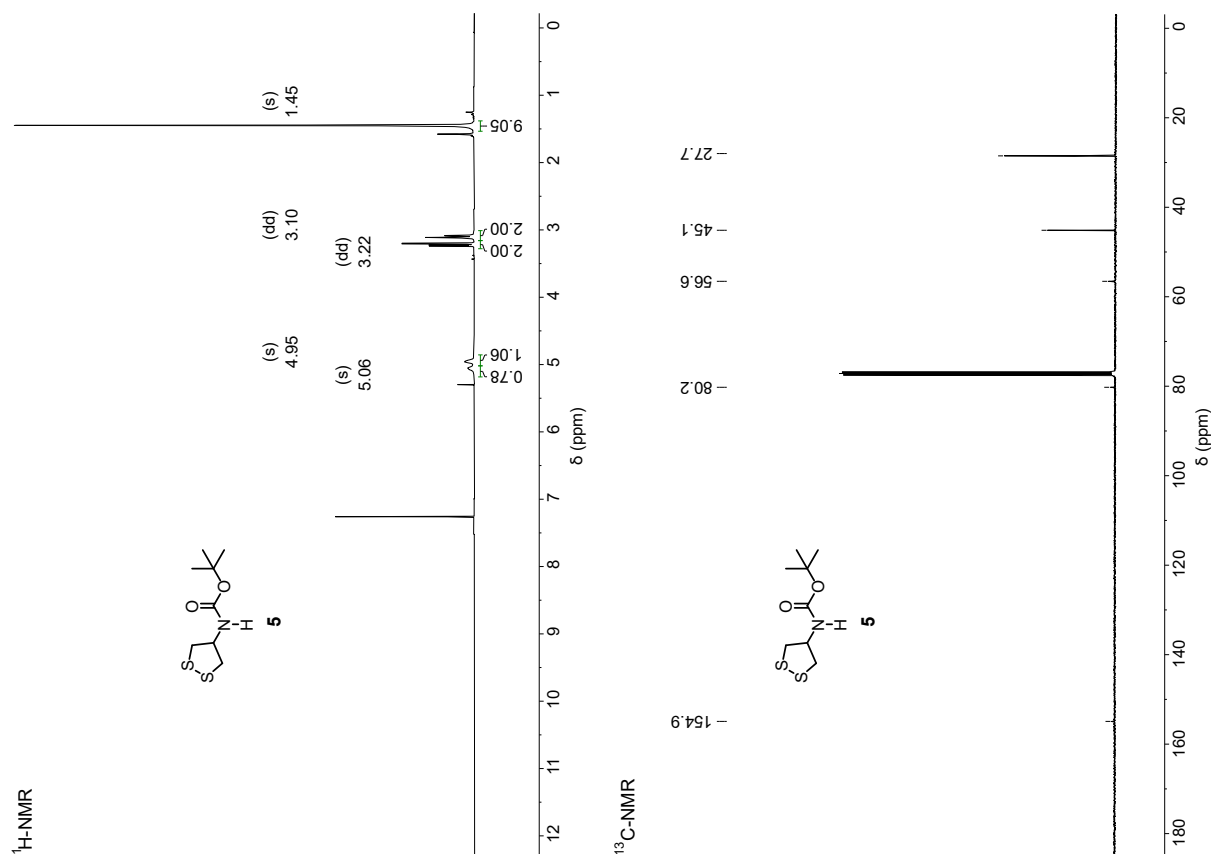 ¹H-NMR
S
O
S
O
N
H
5
(s)
4.95
(dd)
3.10
(s)
1.45
(s)
5.06
(dd)
3.22
0.78
1.06
2.00
2.00
9.05
12 11 10 9 8 7 6 5 4 3 2 1 0
δ (ppm)
¹³C-NMR
154.9
80.2
56.6
45.1
27.7
S
O
S
O
N
H
5
180 160 140 120 100 80 60 40 20 0
δ (ppm)